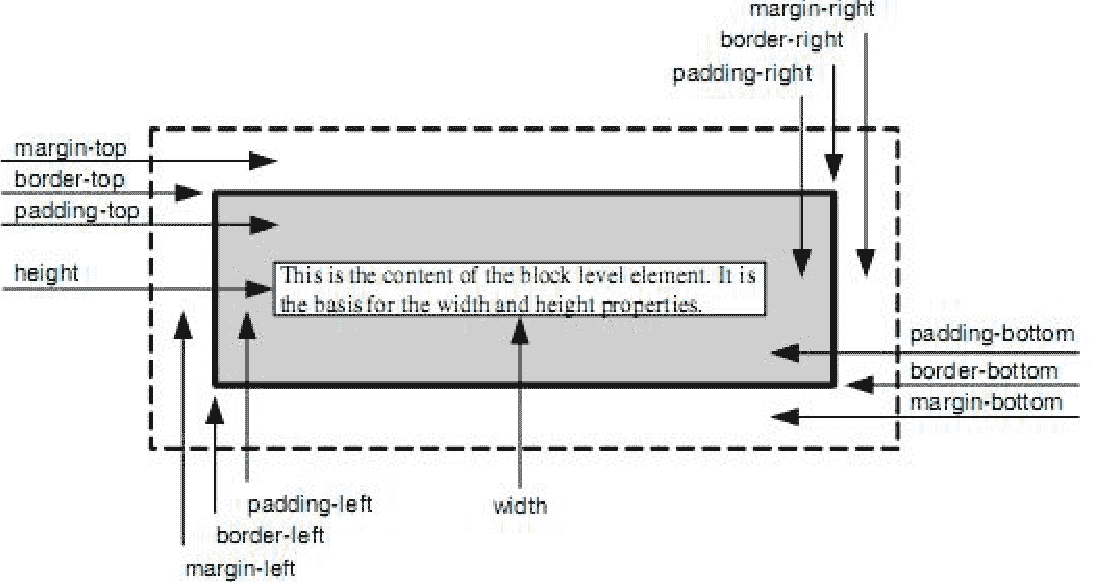 margin-right
border-right
padding-right
margin-top
border-top
padding-top
height
This is the content of the block level element. It is
the basis for the width and height properties.
padding-bottom
border-bottom
margin-bottom
padding-left
width
border-left
margin-left